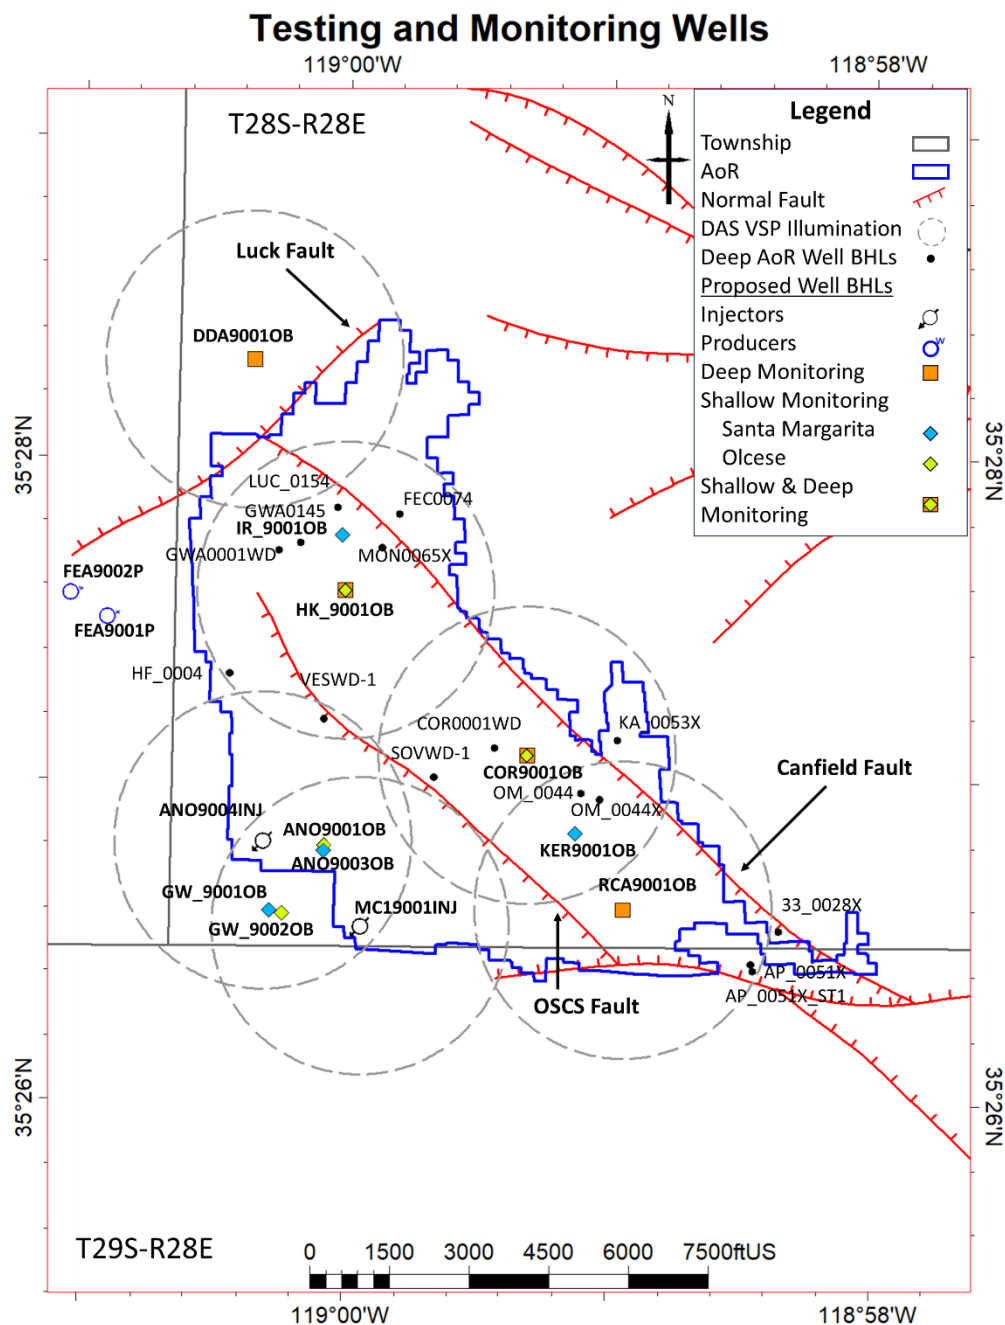 Testing and Monitoring Wells
119°00'W
118°58'W
T28S-R28E
N
Legend
Township
AoR
Normal Fault
DAS VSP Illumination
Deep AoR Well BHLs
Proposed Well BHLs
Injectors
Producers
W
Deep Monitoring
Shallow Monitoring
Santa Margarita
Olcese
Shallow & Deep
Monitoring
Luck Fault
DDA9001OB
35°28'N
35°28'N
LUC_0154
FEC0074
GWA0145
IR_9001OB
GWA0001WD
MON0065X
FEA9002P
HK_9001OB
FEA9001P
HF_0004
VESWD-1
COR0001WD
KA_0053X
SOVWD-1
COR9001OB
Canfield Fault
OM_0044
OM_0044X
ANO9004INJ
ANO9001OB
KER9001OB
ANO9003OB
GW_9001OB
RCA9001OB
MC19001INJ
33_0028X
GW_9002OB
AP_0051X
AP_0051X_ST1
OSCS Fault
35°26'N
35°26'N
T29S-R28E
0 1500 3000 4500 6000 7500ftUS
119°00'W
118°58'W